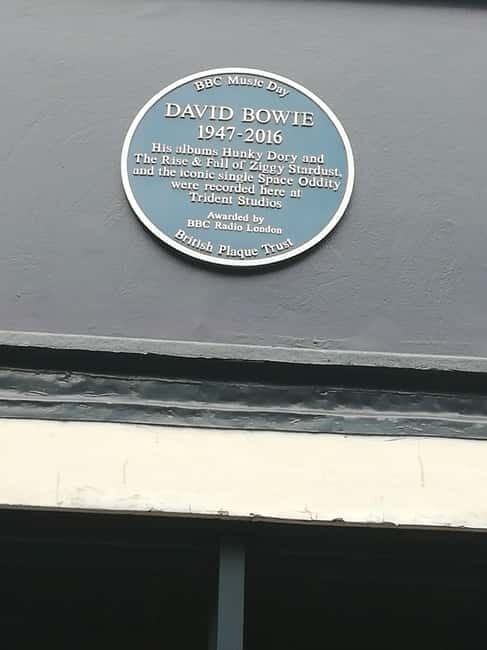 BBC Music Day
DAVID BOWIE
1947-2016
His albums Hunky Dory and
The Rise & Fall of Ziggy Stardust,
and the iconic single Space Oddity
were recorded here at
Trident Studios
Awarded by
BBC Radio London
British Plaque Trust